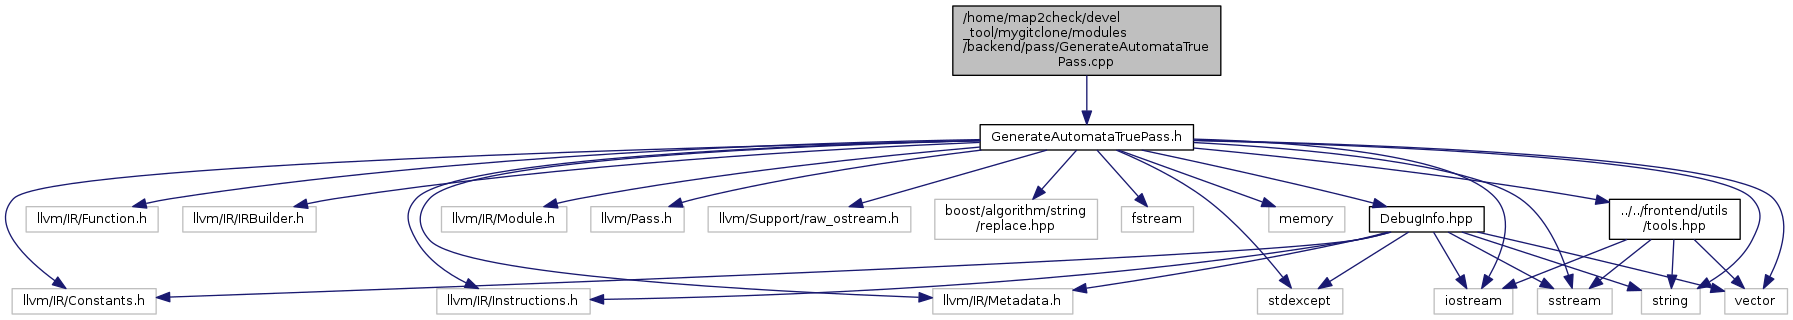 /home/map2check/devel
_tool/mygitclone/modules
/backend/pass/GenerateAutomataTrue
Pass.cpp
GenerateAutomataTruePass.h
llvm/IR/Function.h
llvm/IR/IRBuilder.h
llvm/IR/Module.h
llvm/Pass.h
llvm/Support/raw_ostream.h
boost/algorithm/string
/replace.hpp
fstream
memory
DebugInfo.hpp
../../frontend/utils
/tools.hpp
llvm/IR/Constants.h
llvm/IR/Instructions.h
llvm/IR/Metadata.h
stdexcept
iostream
sstream
string
vector